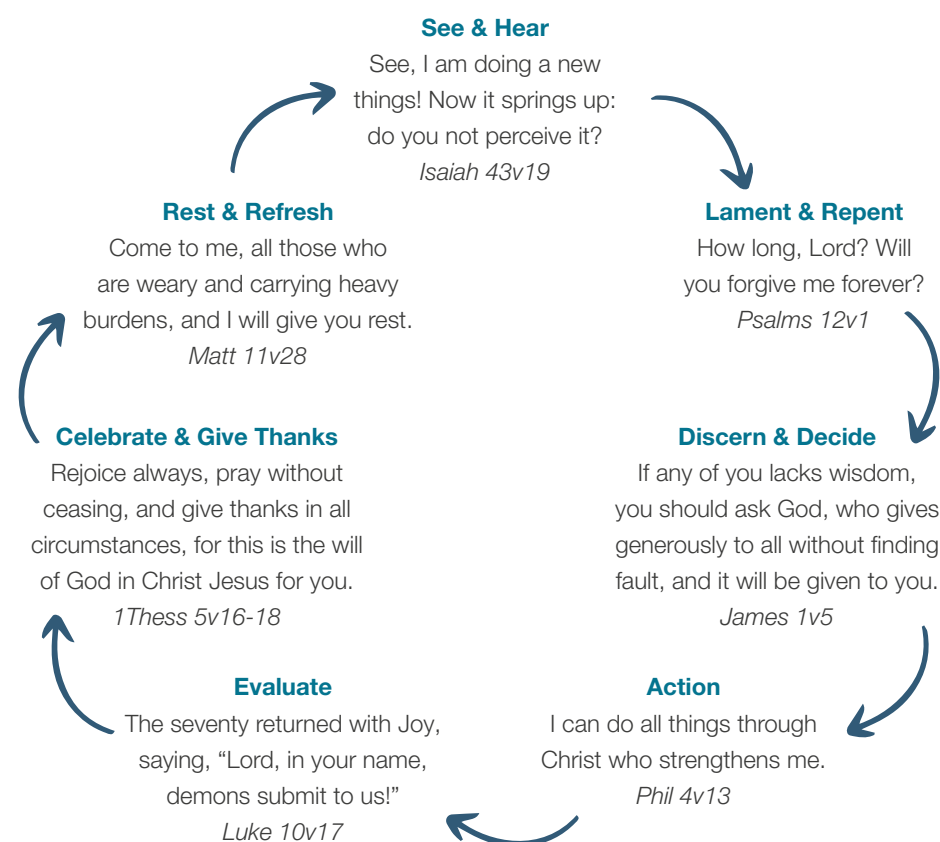 See & Hear
See, I am doing a new
things! Now it springs up:
do you not perceive it?
Isaiah 43v19
Lament & Repent
How long, Lord? Will
you forgive me forever?
Psalms 12v1
Discern & Decide
If any of you lacks wisdom,
you should ask God, who gives
generously to all without finding
fault, and it will be given to you.
James 1v5
Action
I can do all things through
Christ who strengthens me.
Phil 4v13
Evaluate
The seventy returned with Joy,
saying, “Lord, in your name,
demons submit to us!”
Luke 10v17
Celebrate & Give Thanks
Rejoice always, pray without
ceasing, and give thanks in all
circumstances, for this is the will
of God in Christ Jesus for you.
1Thess 5v16-18
Rest & Refresh
Come to me, all those who
are weary and carrying heavy
burdens, and I will give you rest.
Matt 11v28